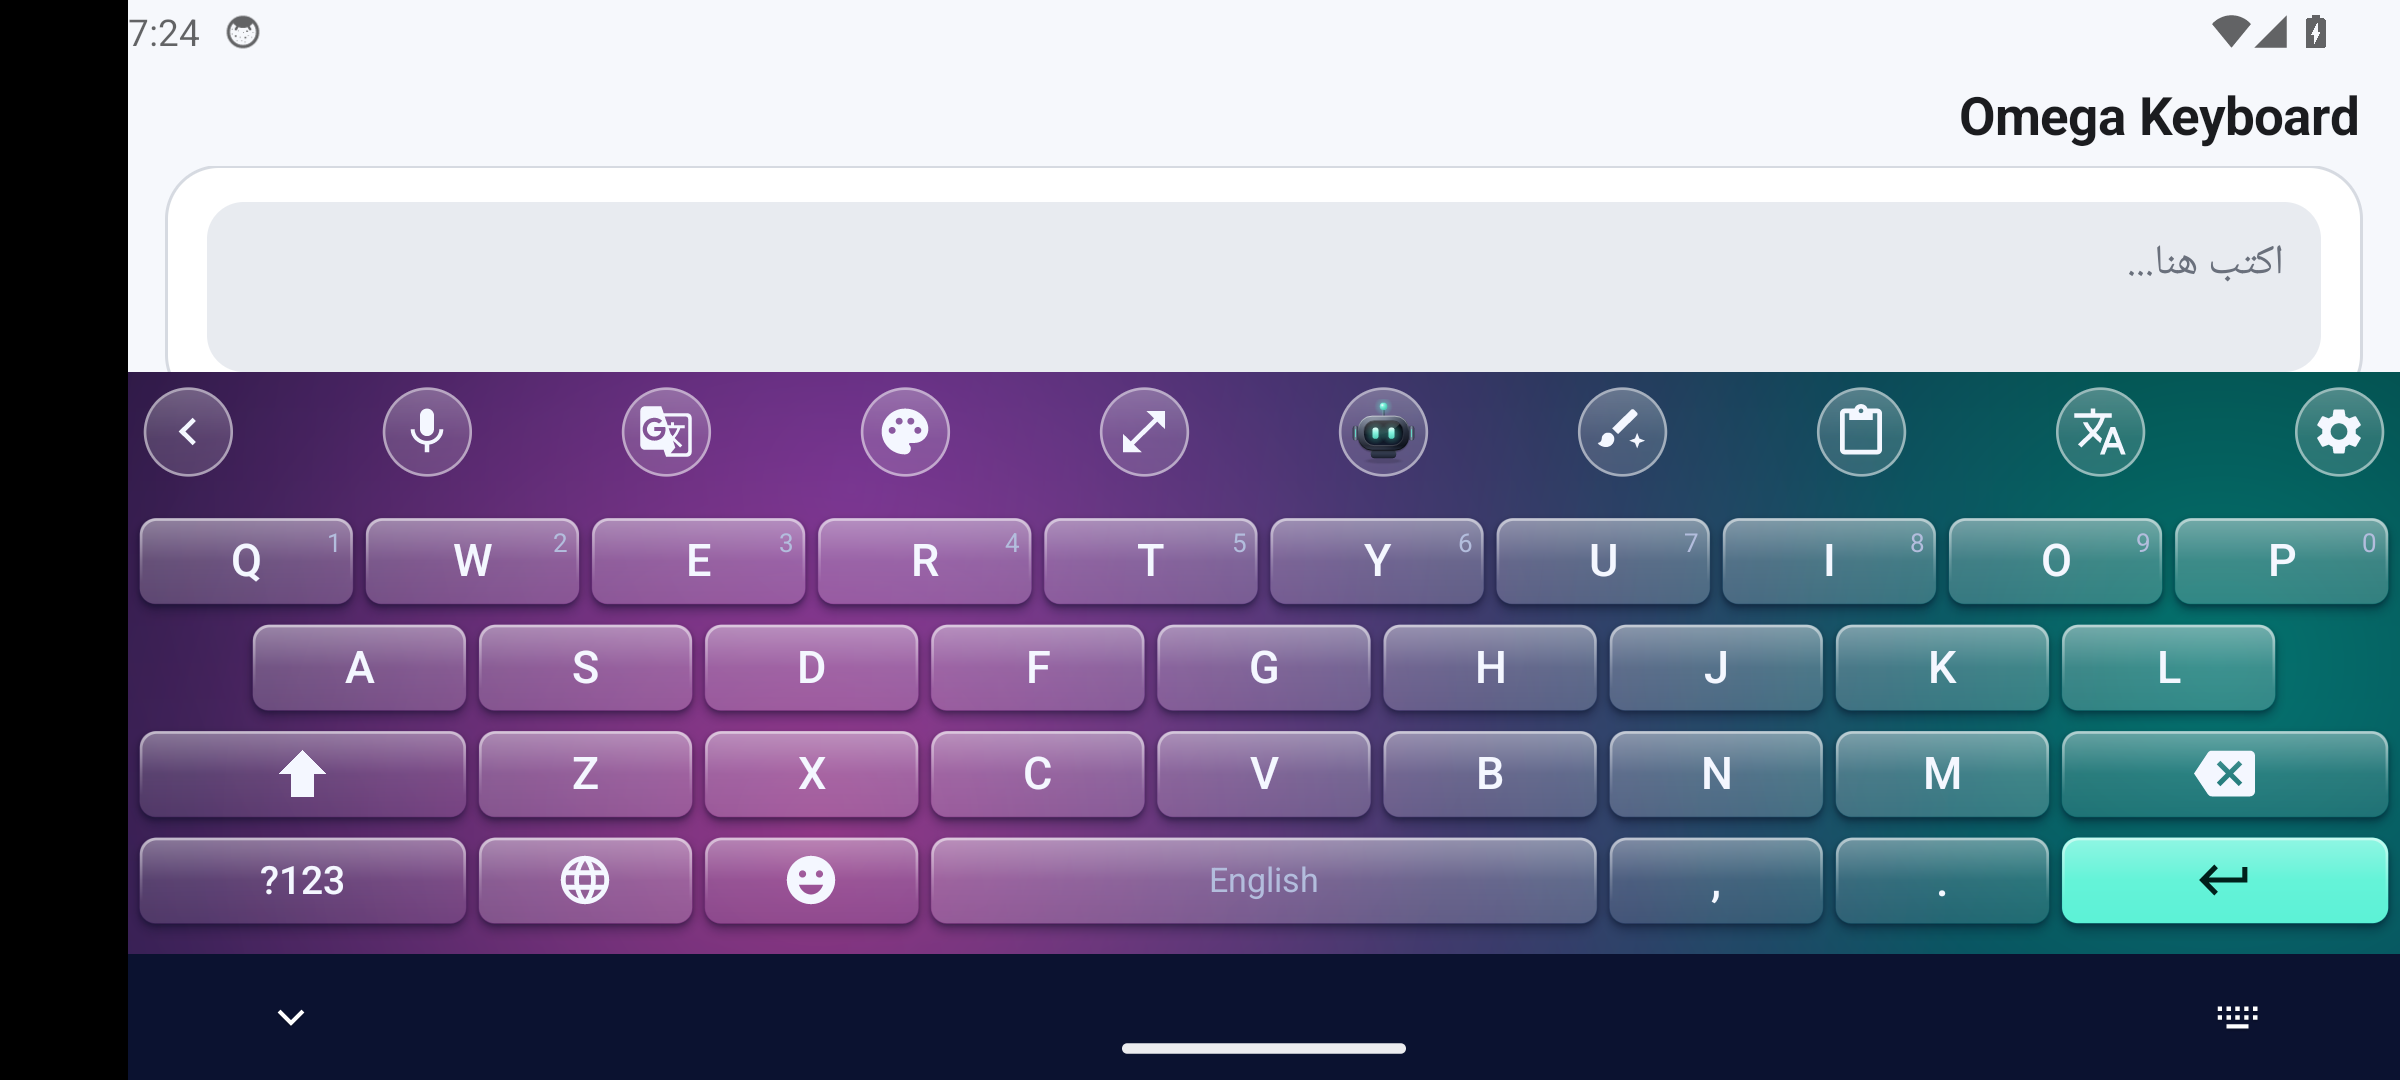 7:24
Omega Keyboard
اكتب هنا...
Q 1 W 2 E 3 R 4 T 5 Y 6 U 7 I 8 O 9 P 0
A S D F G H J K L
Z X C V B N M
?123 English , .